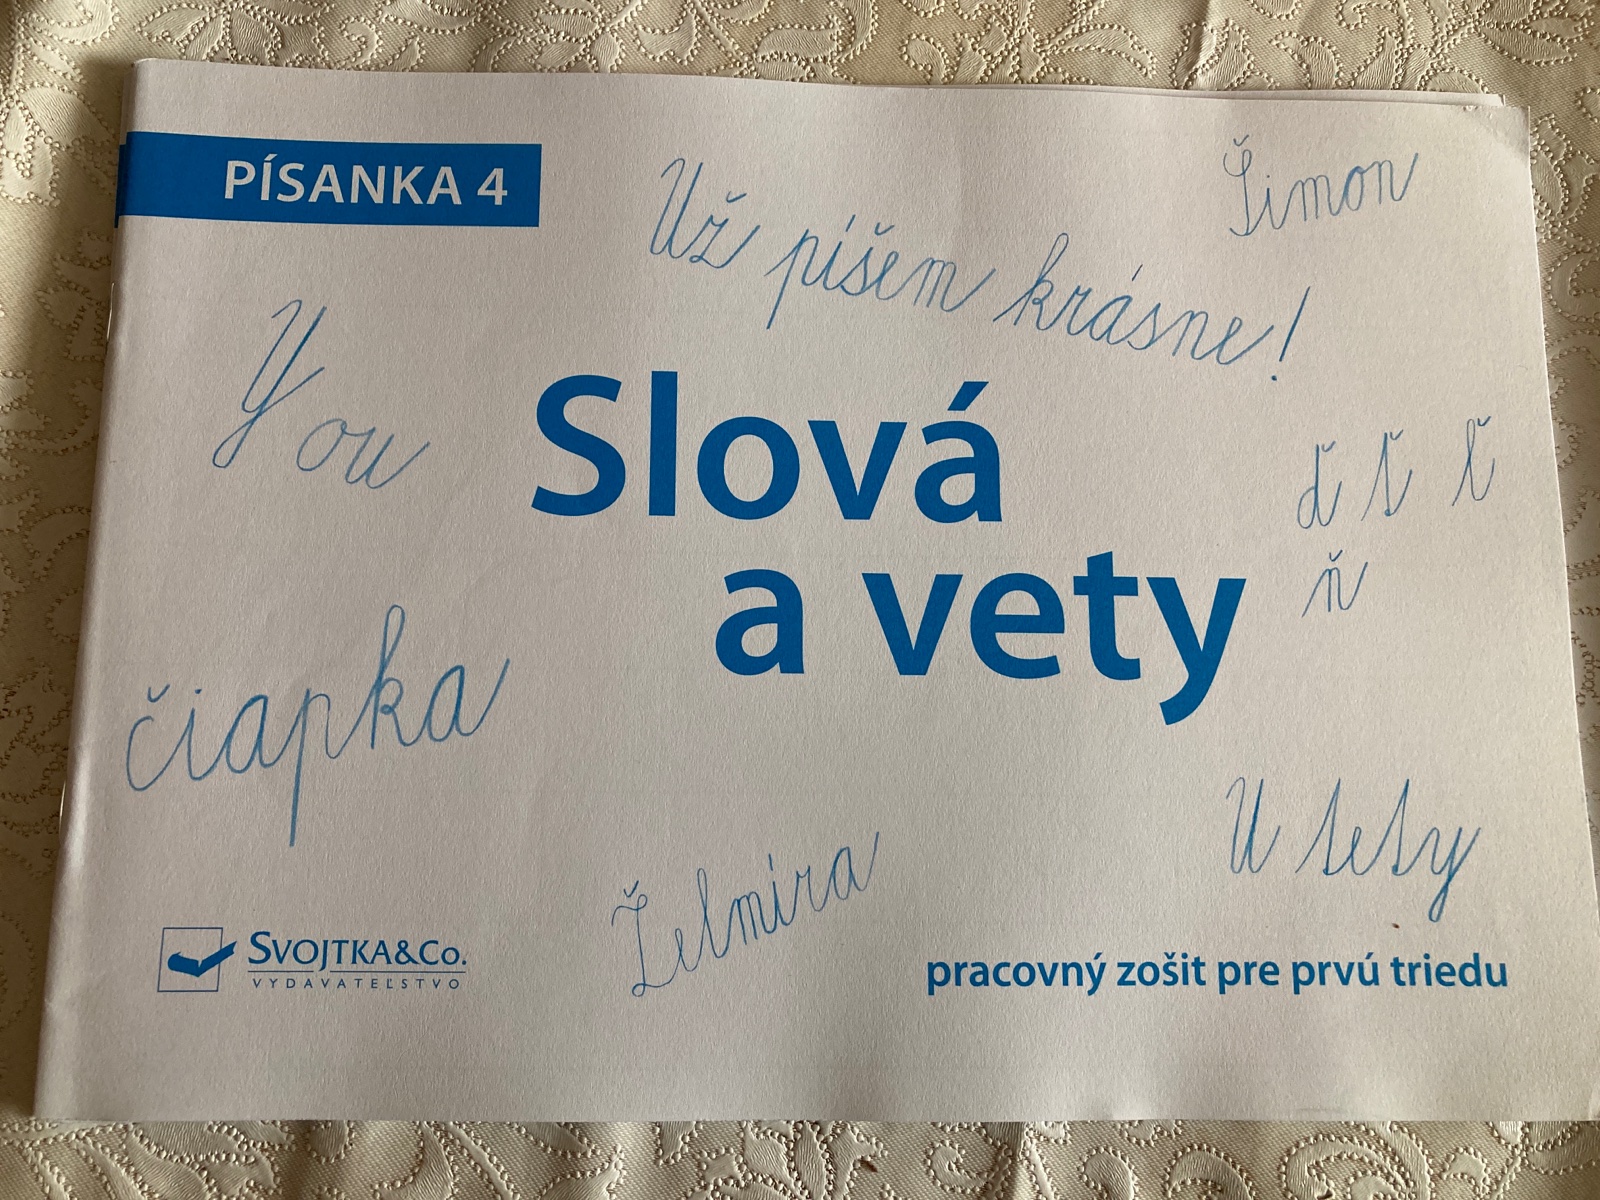 PÍSANKA 4
Už píšem krásne!
Šimon
You
Slová
a vety
ď ť ľ
ň
čiapka
Želmíra
U tety
SVOJTKA&CO.
VYDAVATEĽSTVO
pracovný zošit pre prvú triedu